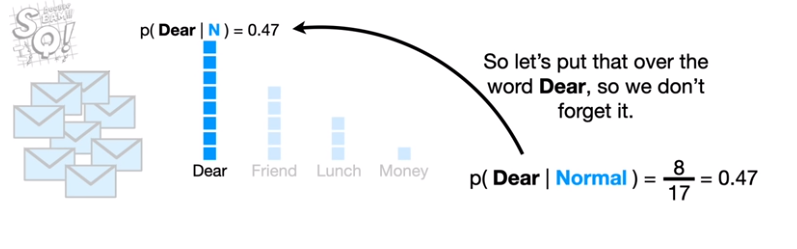 p( Dear | N ) = 0.47
So let's put that over the
word Dear, so we don't
forget it.
p( Dear | Normal ) = 8/17 = 0.47
Dear Friend Lunch Money